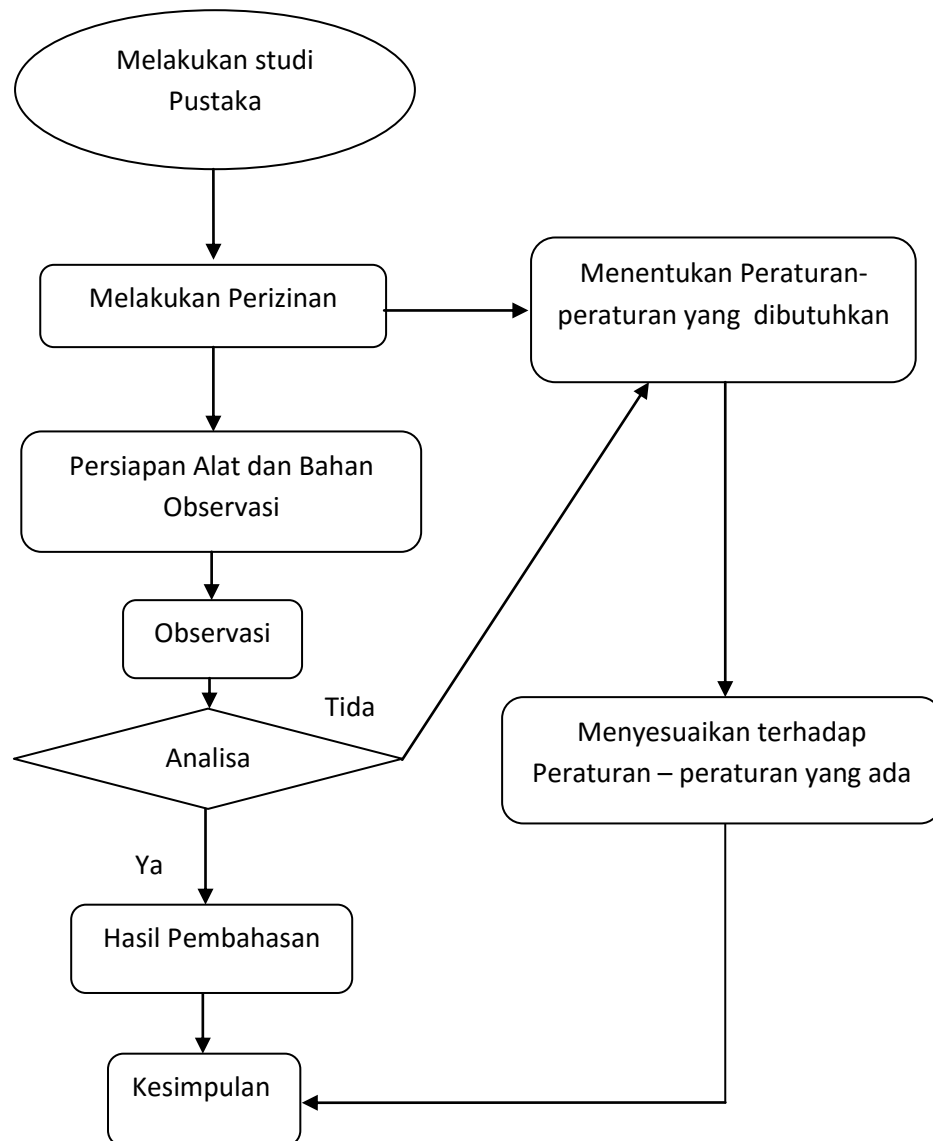 Melakukan studi
Pustaka
Melakukan Perizinan
Menentukan Peraturan-
peraturan yang dibutuhkan
Persiapan Alat dan Bahan
Observasi
Observasi
Tida
Analisa
Menyesuaikan terhadap
Peraturan – peraturan yang ada
Ya
Hasil Pembahasan
Kesimpulan